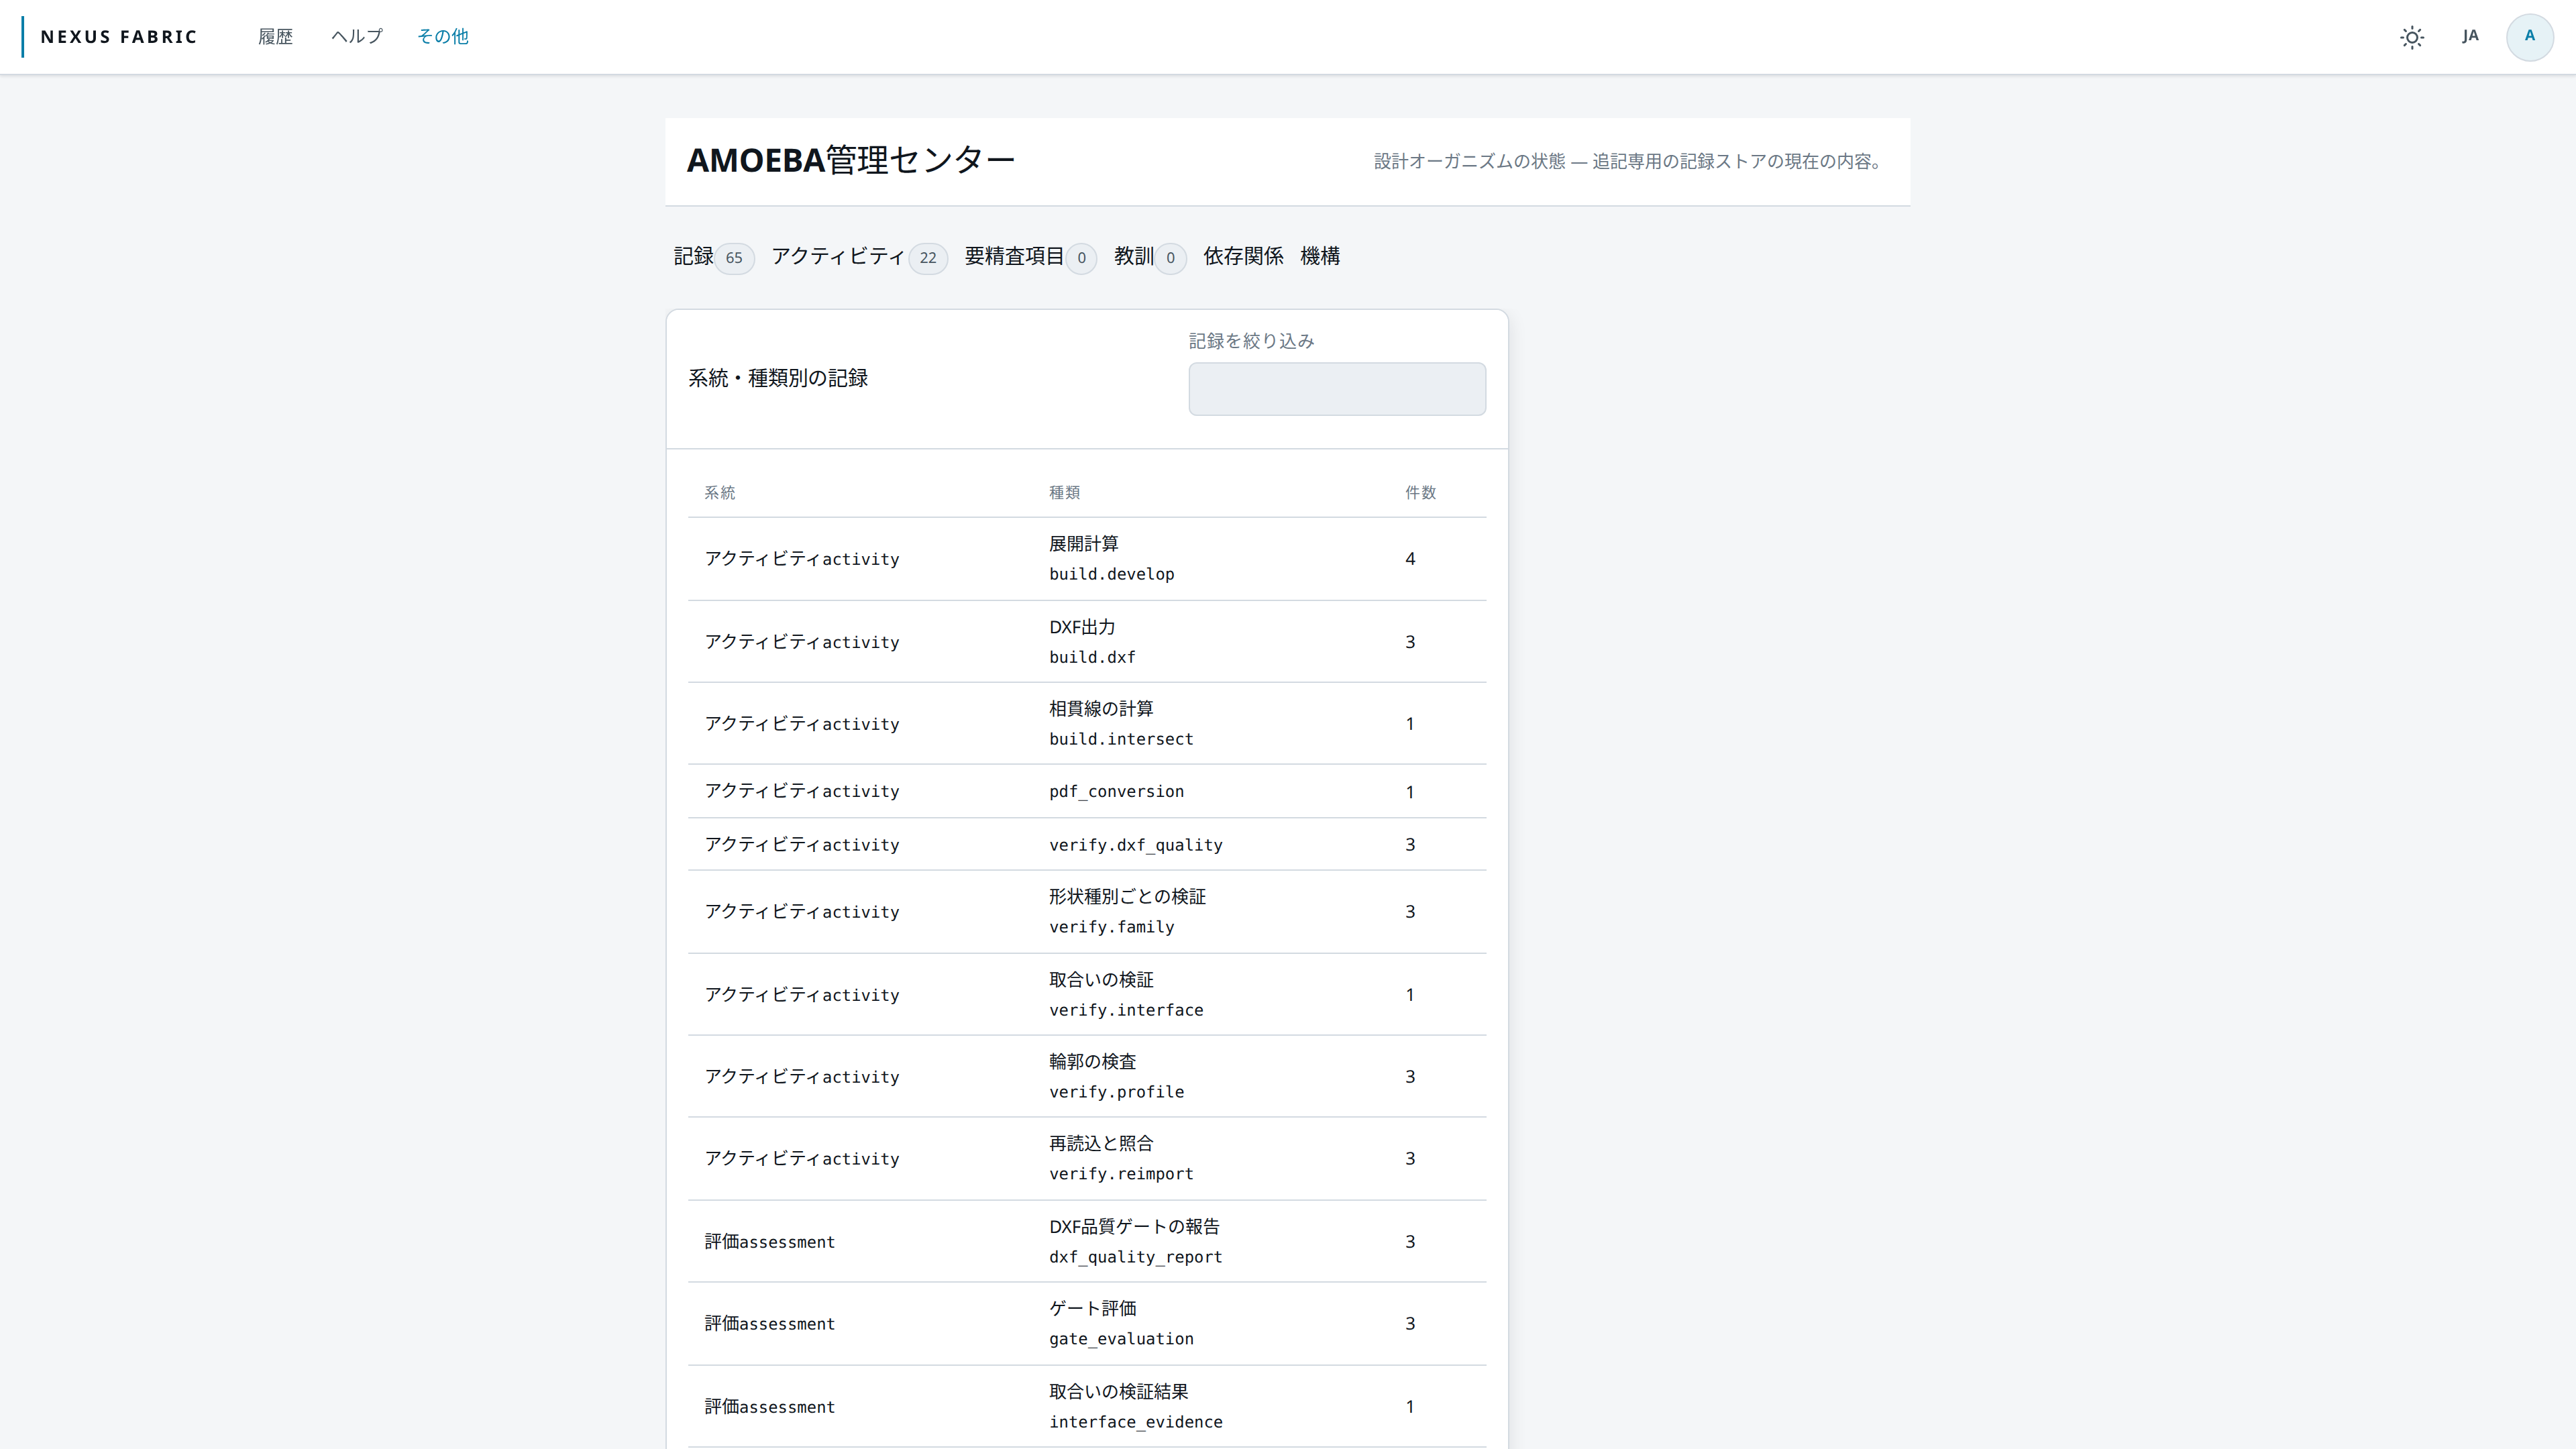 NEXUS FABRIC 履歴 ヘルプ その他 JA A
AMOEBA管理センター 設計オーガニズムの状態 — 追記専用の記録ストアの現在の内容。
記録 65 アクティビティ 22 要精査項目 0 教訓 0 依存関係 機構
記録を絞り込み
系統・種類別の記録
系統 種類 件数
アクティビティactivity 展開計算 4
build.develop
アクティビティactivity DXF出力 3
build.dxf
アクティビティactivity 相貫線の計算 1
build.intersect
アクティビティactivity pdf_conversion 1
アクティビティactivity verify.dxf_quality 3
アクティビティactivity 形状種別ごとの検証 3
verify.family
アクティビティactivity 取合いの検証 1
verify.interface
アクティビティactivity 輪郭の検査 3
verify.profile
アクティビティactivity 再読込と照合 3
verify.reimport
評価assessment DXF品質ゲートの報告 3
dxf_quality_report
評価assessment ゲート評価 3
gate_evaluation
評価assessment 取合いの検証結果 1
interface_evidence